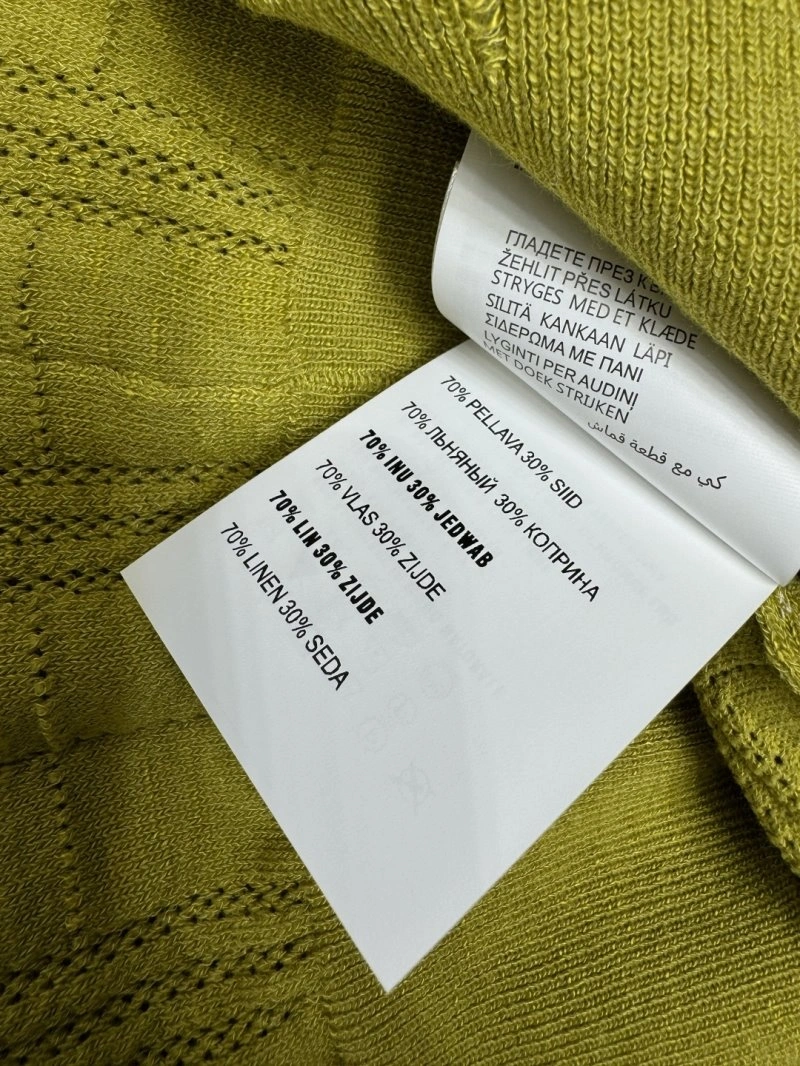 ГЛАДЕТЕ ПРЕЗ
ŽEHLIT PŘES LÁTKU
STRYGES MED ET KLÆDE
SILITÄ KANKAAN LÄPI
ΣΙΔΕΡΩΜΑ ΜΕ ΠΑΝΙ
LYGINTI PER AUDINĮ
MET DOEK STRIJKEN
كي مع قطعة قماش
70% PELLAVA 30% SIID
70% ЛЬНЯНЫЙ 30% КОПРИНА
70% INU 30% JEDWAB
70% VLAS 30% ZIJDE
70% LIN 30% ZIJDE
70% LINEN 30% SEDA